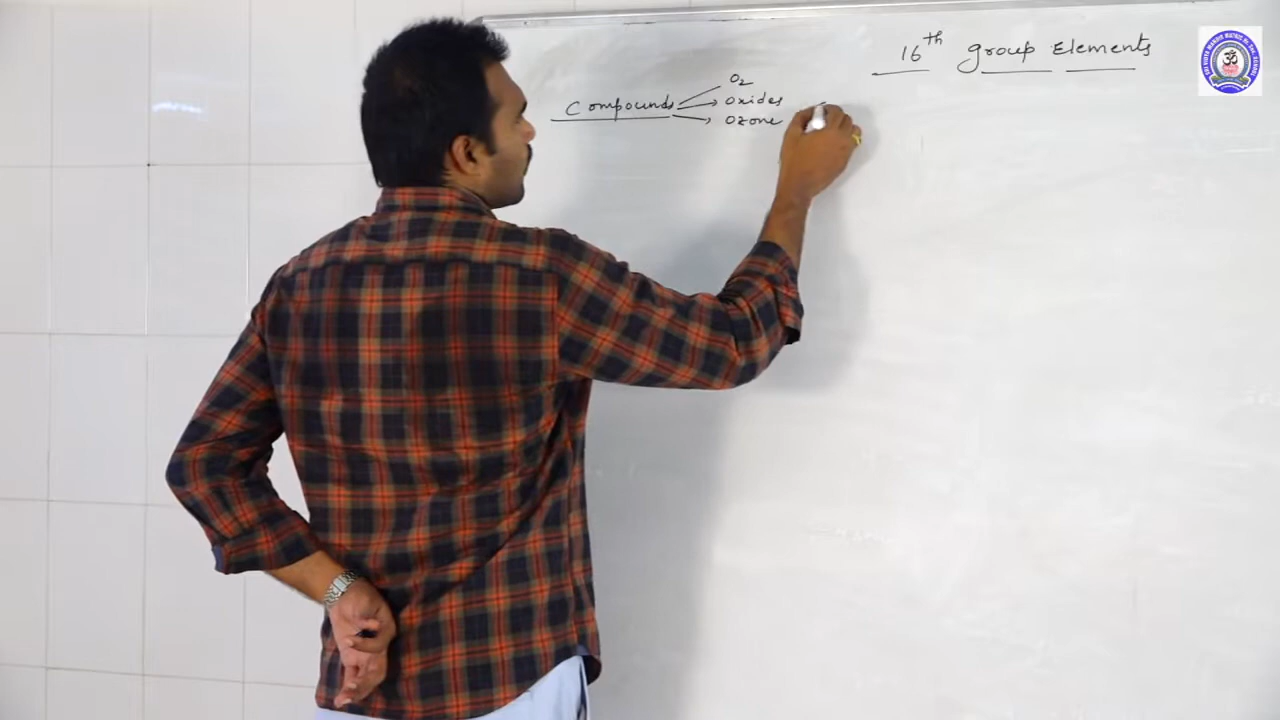 16th Group Elements
O2
Compounds
Oxides
Ozone